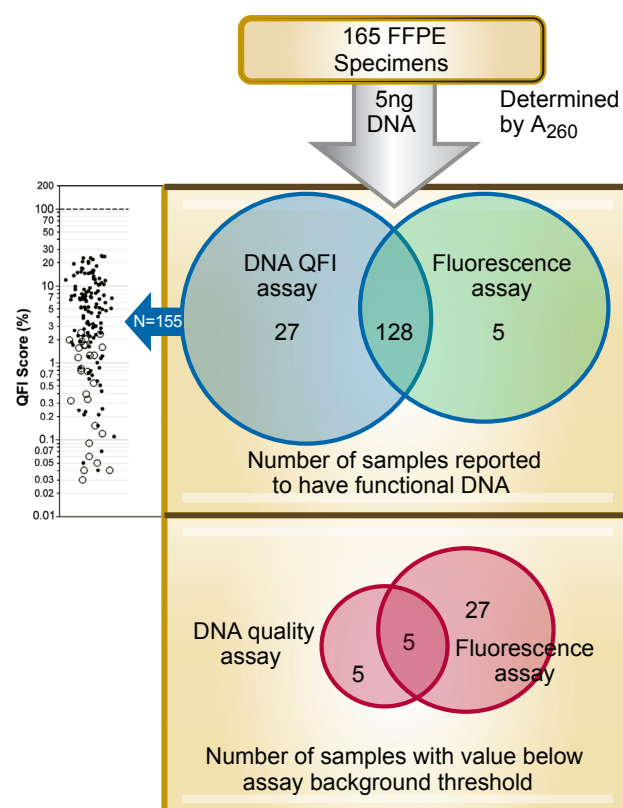 165 FFPE
Specimens
5ng
DNA
Determined
by A₂₆₀
200
100
70
50
30
20
10
7
5
3
2
1
0.7
0.5
0.3
0.2
0.1
0.07
0.05
0.03
0.02
0.01
QFI Score (%)
N=155
DNA QFI
assay
27
128
Fluorescence
assay
5
Number of samples reported
to have functional DNA
DNA quality
assay
5
5
27
Fluorescence
assay
Number of samples with value below
assay background threshold